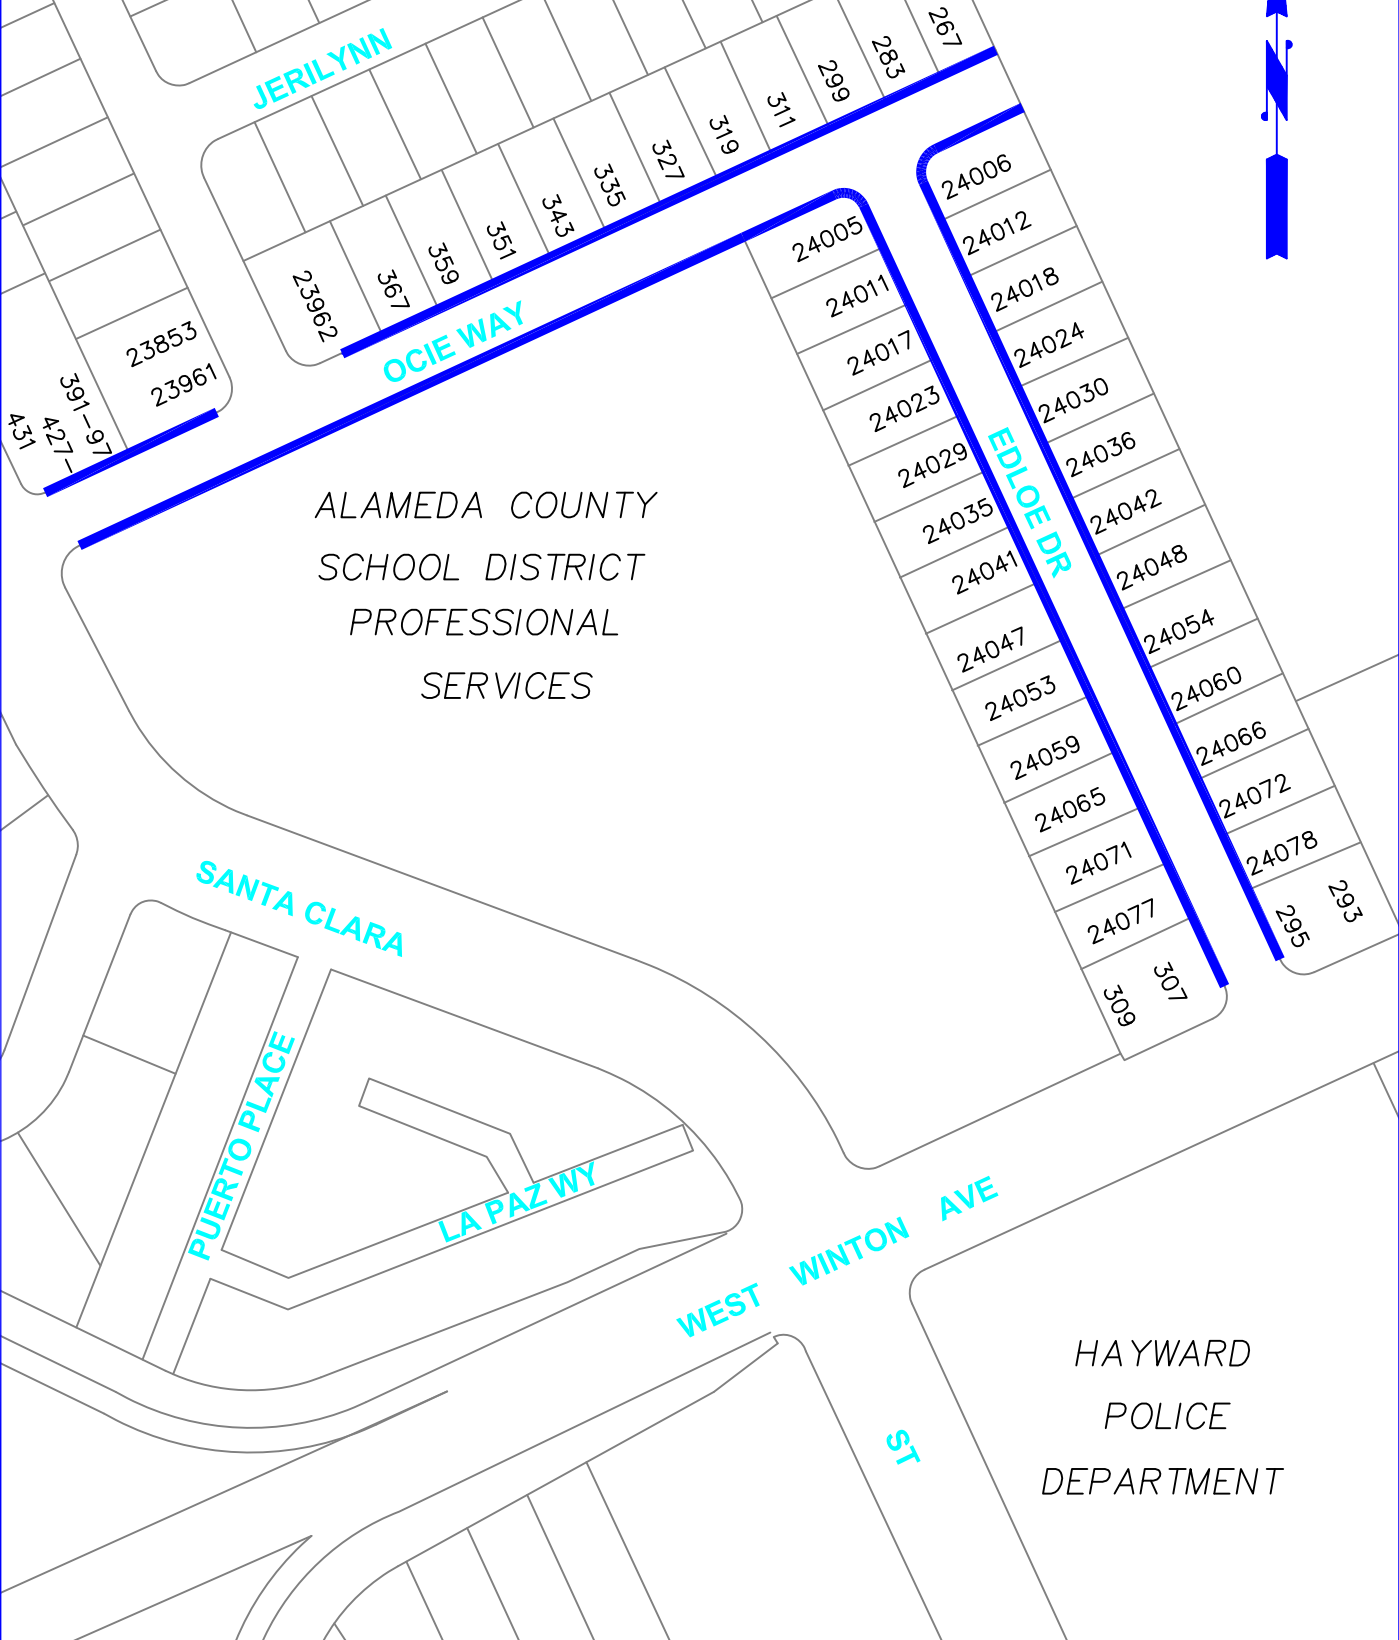 JERILYNN
267
283
299
311
319
327
335
343
351
359
367
23962
OCIE WAY
23853
23961
391-97
427-
431
24006
24012
24018
24024
24030
24036
24042
24048
24054
24060
24066
24072
24078
293
295
24005
24011
24017
24023
24029
24035
24041
24047
24053
24059
24065
24071
24077
307
309
EDLOE DR
ALAMEDA COUNTY
SCHOOL DISTRICT
PROFESSIONAL
SERVICES
SANTA CLARA
PUERTO PLACE
LA PAZ WY
WEST WINTON AVE
ST
HAYWARD
POLICE
DEPARTMENT
N